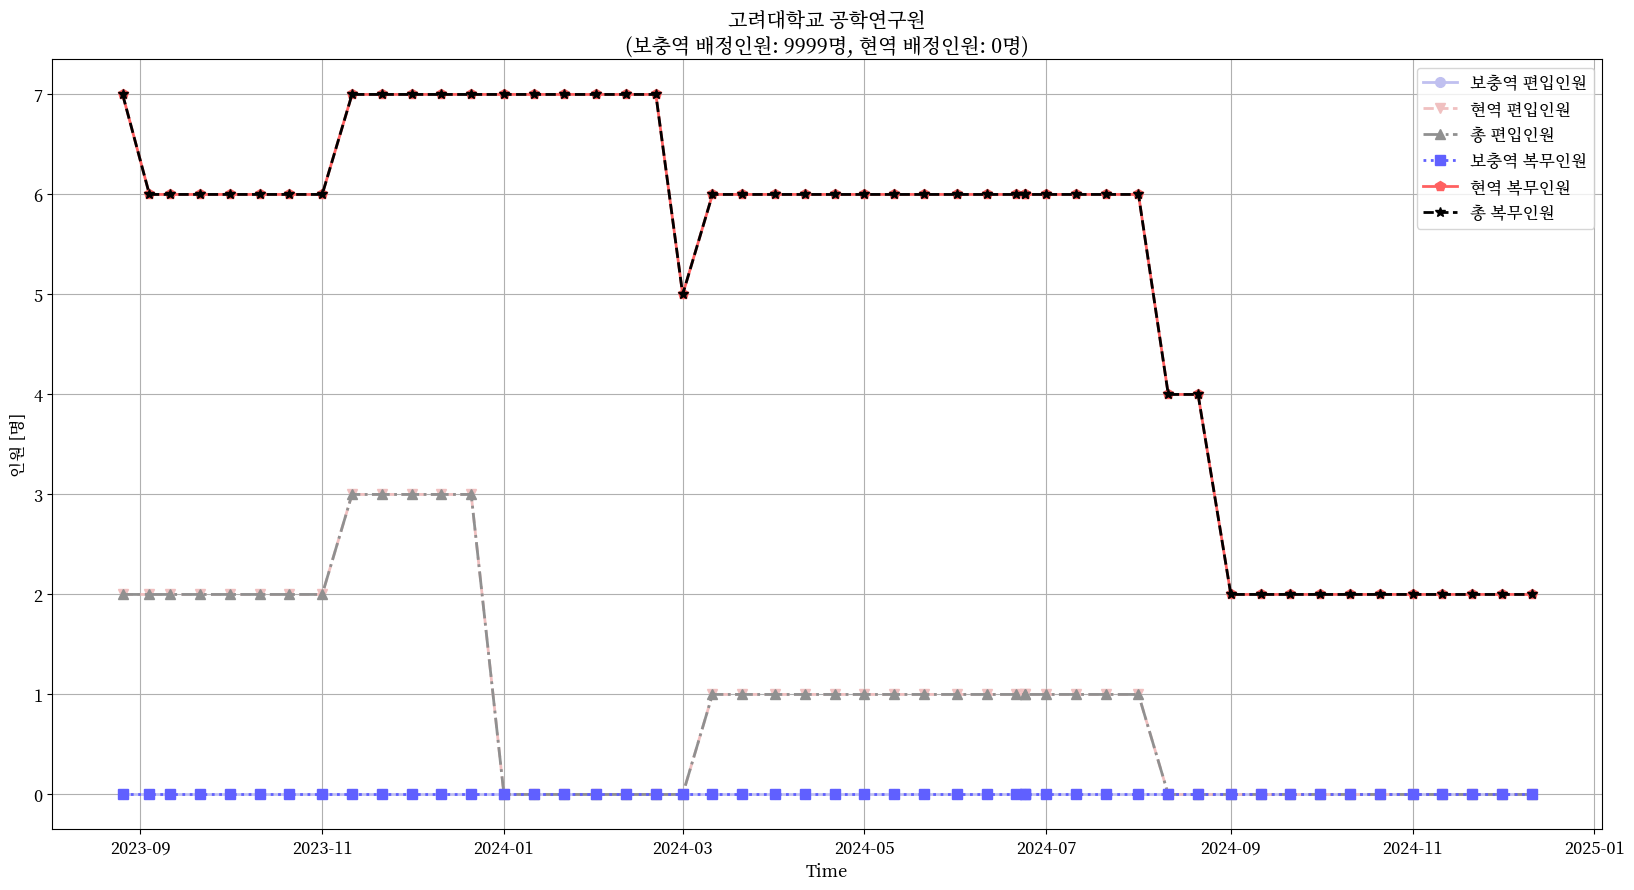 고려대학교 공학연구원
(보충역 배정인원: 9999명, 현역 배정인원: 0명)
보충역 편입인원
현역 편입인원
총 편입인원
보충역 복무인원
현역 복무인원
총 복무인원
인원 [명]
7
6
5
4
3
2
1
0
2023-09
2023-11
2024-01
2024-03
2024-05
2024-07
2024-09
2024-11
2025-01
Time